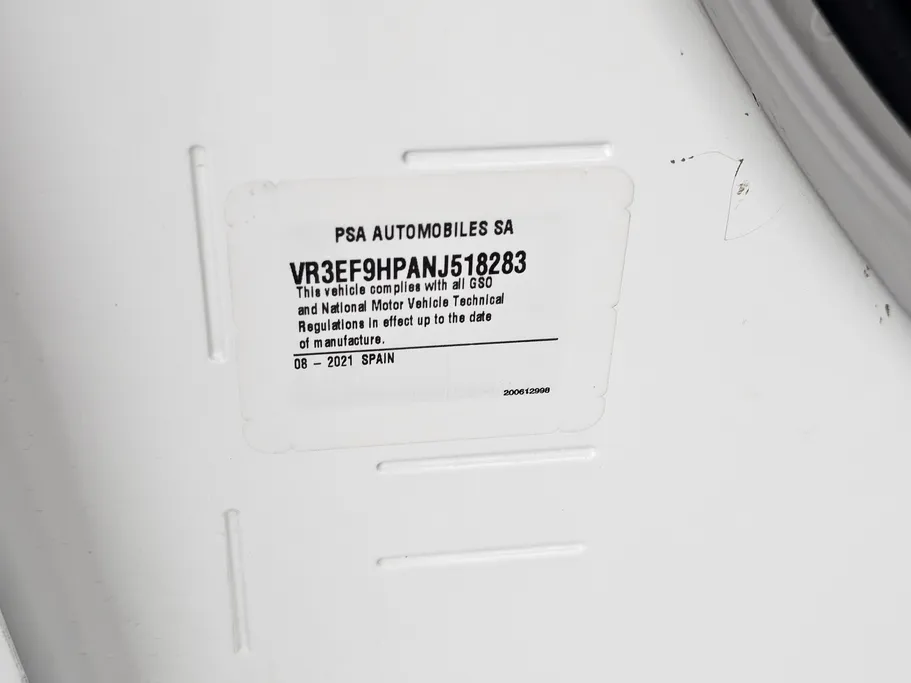 PSA AUTOMOBILES SA
VR3EF9HPANJ518283
This vehicle complies with all GSO
and National Motor Vehicle Technical
Regulations in effect up to the date
of manufacture.
08 – 2021 SPAIN
200612998